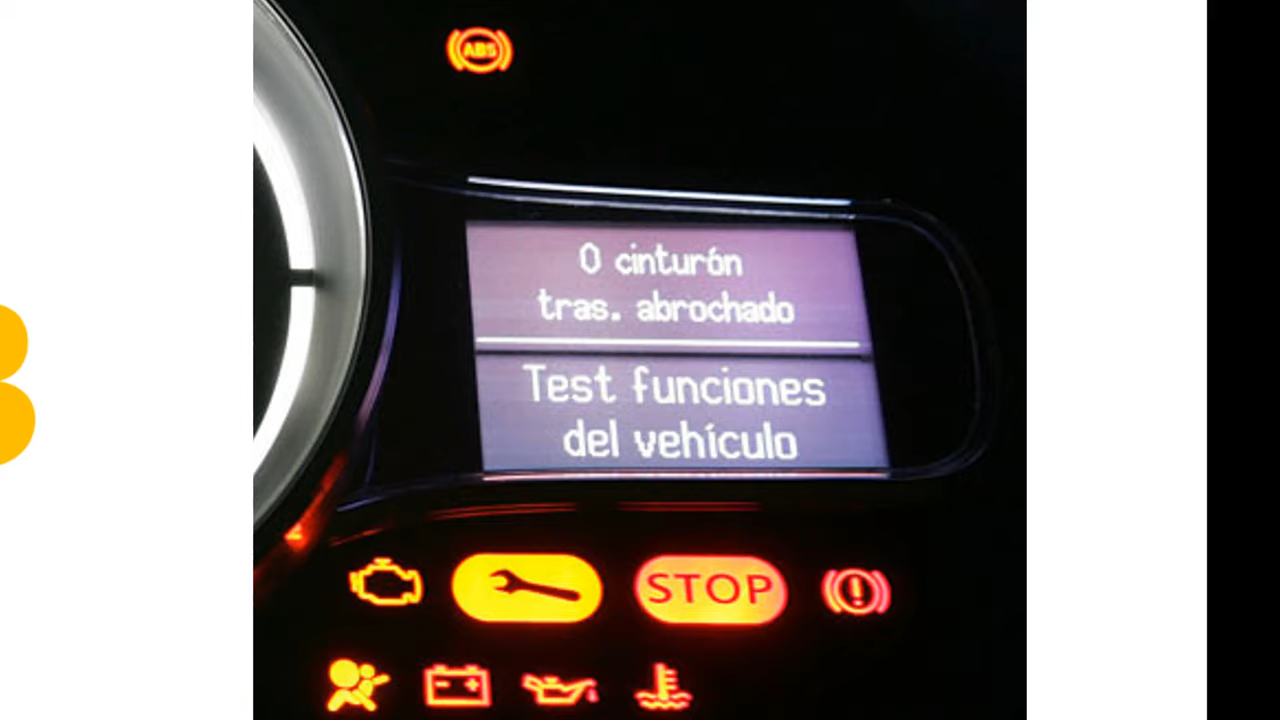 ABS
0 cinturón
tras. abrochado
Test funciones
del vehículo
STOP